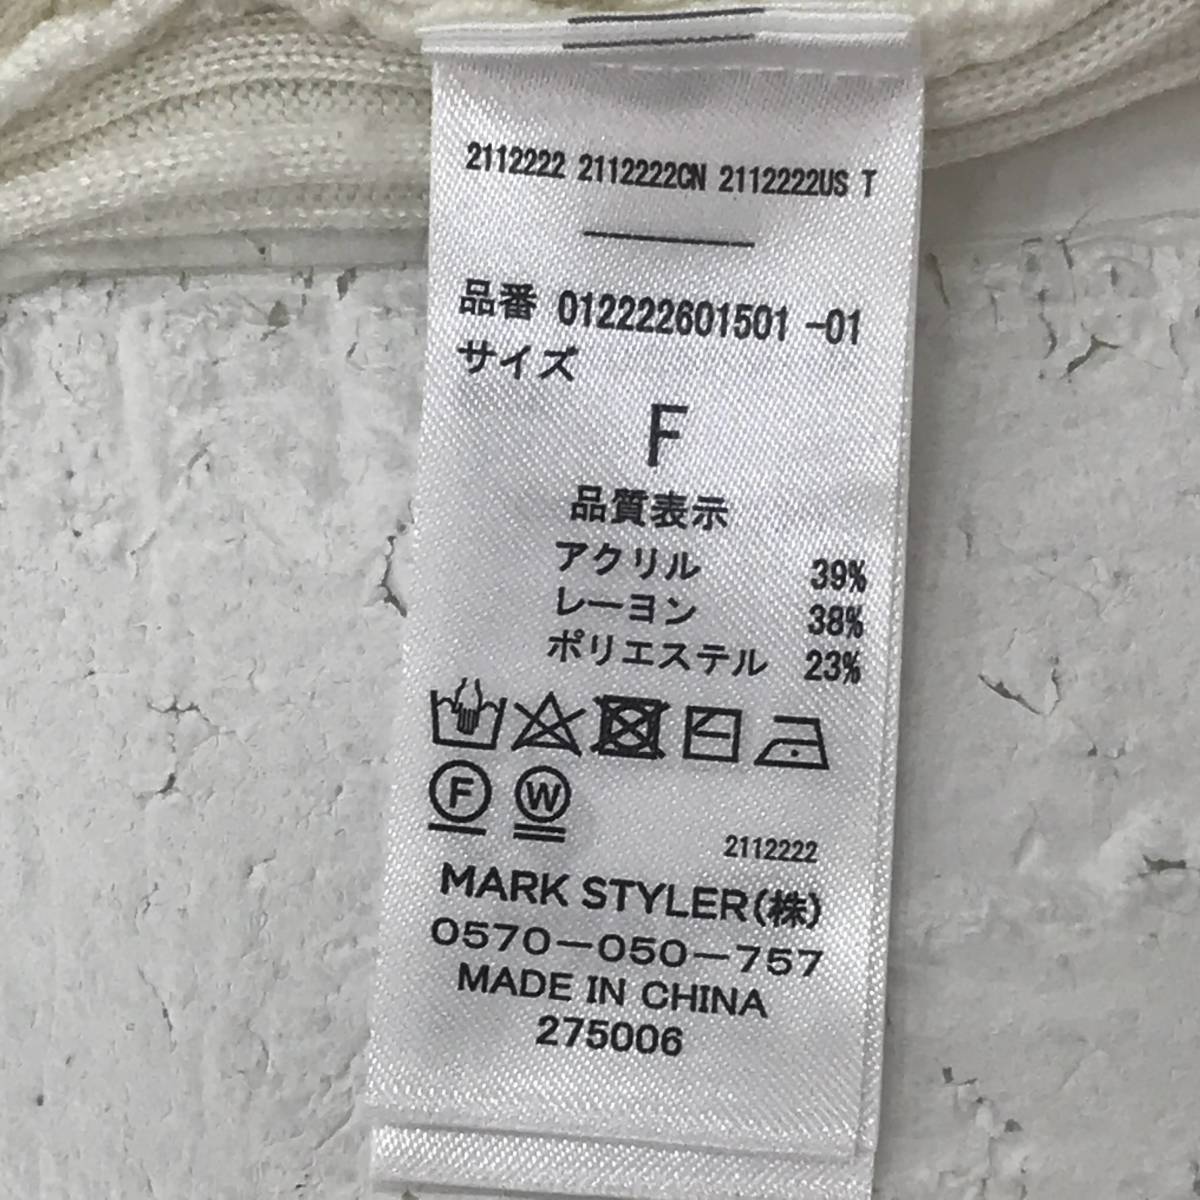 2112222 2112222CN 2112222US T
品番 012222601501 -01
サイズ
F
品質表示
アクリル 39%
レーヨン 38%
ポリエステル 23%
F W
2112222
MARK STYLER(株)
0570-050-757
MADE IN CHINA
275006